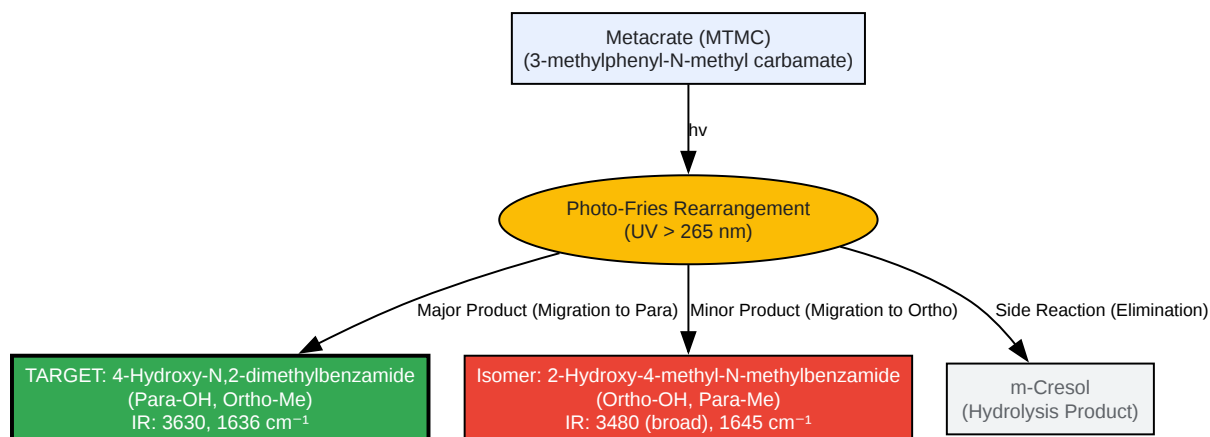 Metacrate (MTMC)
(3-methylphenyl-N-methyl carbamate)
hv
Photo-Fries Rearrangement
(UV > 265 nm)
Major Product (Migration to Para)
Minor Product (Migration to Ortho)
Side Reaction (Elimination)
TARGET: 4-Hydroxy-N,2-dimethylbenzamide
(Para-OH, Ortho-Me)
IR: 3630, 1636 cm⁻¹
Isomer: 2-Hydroxy-4-methyl-N-methylbenzamide
(Ortho-OH, Para-Me)
IR: 3480 (broad), 1645 cm⁻¹
m-Cresol
(Hydrolysis Product)